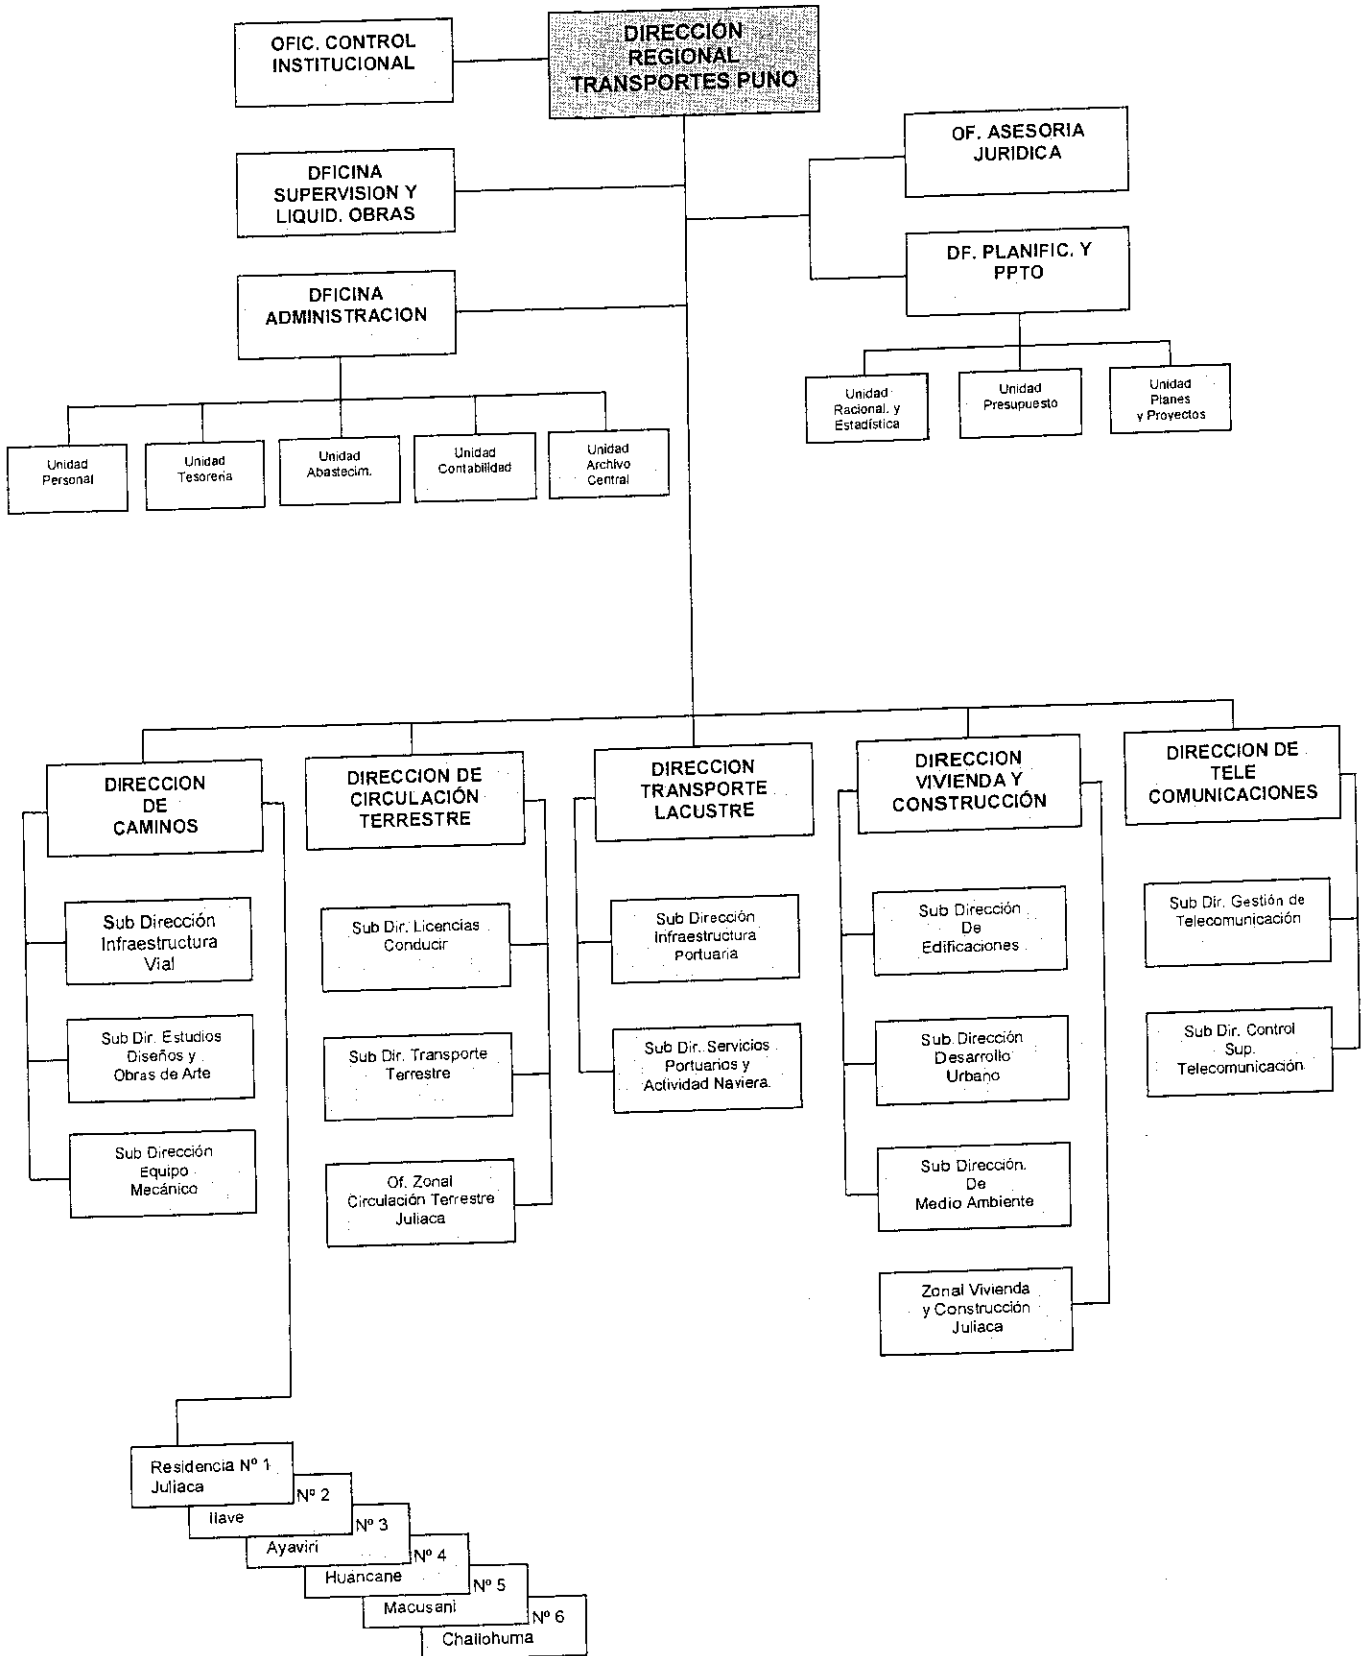 OFIC. CONTROL
INSTITUCIONAL
DIRECCIÓN
REGIONAL
TRANSPORTES PUNO
DFICINA
SUPERVISION Y
LIQUID. OBRAS
OF. ASESORIA
JURIDICA
DFICINA
ADMINISTRACION
DF. PLANIFIC. Y
PPTO
Unidad
Racional. y
Estadística
Unidad
Presupuesto
Unidad
Planes
y Proyectos
Unidad
Personal
Unidad
Tesoreria
Unidad
Abastecim.
Unidad
Contabilidad
Unidad
Archivo
Central
DIRECCION
DE
CAMINOS
DIRECCION DE
CIRCULACIÓN
TERRESTRE
DIRECCION
TRANSPORTE
LACUSTRE
DIRECCION
VIVIENDA Y
CONSTRUCCIÓN
DIRECCION DE
TELE
COMUNICACIONES
Sub Dirección
Infraestructura
Vial
Sub Dir. Licencias
Conducir
Sub Dirección
Infraestructura
Portuaria
Sub Dirección
De
Edificaciones
Sub Dir. Gestión de
Telecomunicación
Sub Dir. Estudios
Diseños y
Obras de Arte
Sub Dir. Transporte
Terrestre
Sub Dir. Servicios
Portuarios y
Actividad Naviera.
Sub. Dirección
Desarrollo
Urbano
Sub Dir. Control
Sup.
Telecomunicación
Sub Dirección
Equipo
Mecánico
Of. Zonal
Circulación Terrestre
Juliaca
Sub Dirección.
De
Medio Ambiente
Zonal Vivienda
y Construcción
Juliaca
Residencia Nº 1
Juliaca
Nº 2
Ilave
Nº 3
Ayaviri
Nº 4
Huancane
Nº 5
Macusani
Nº 6
Challohuma